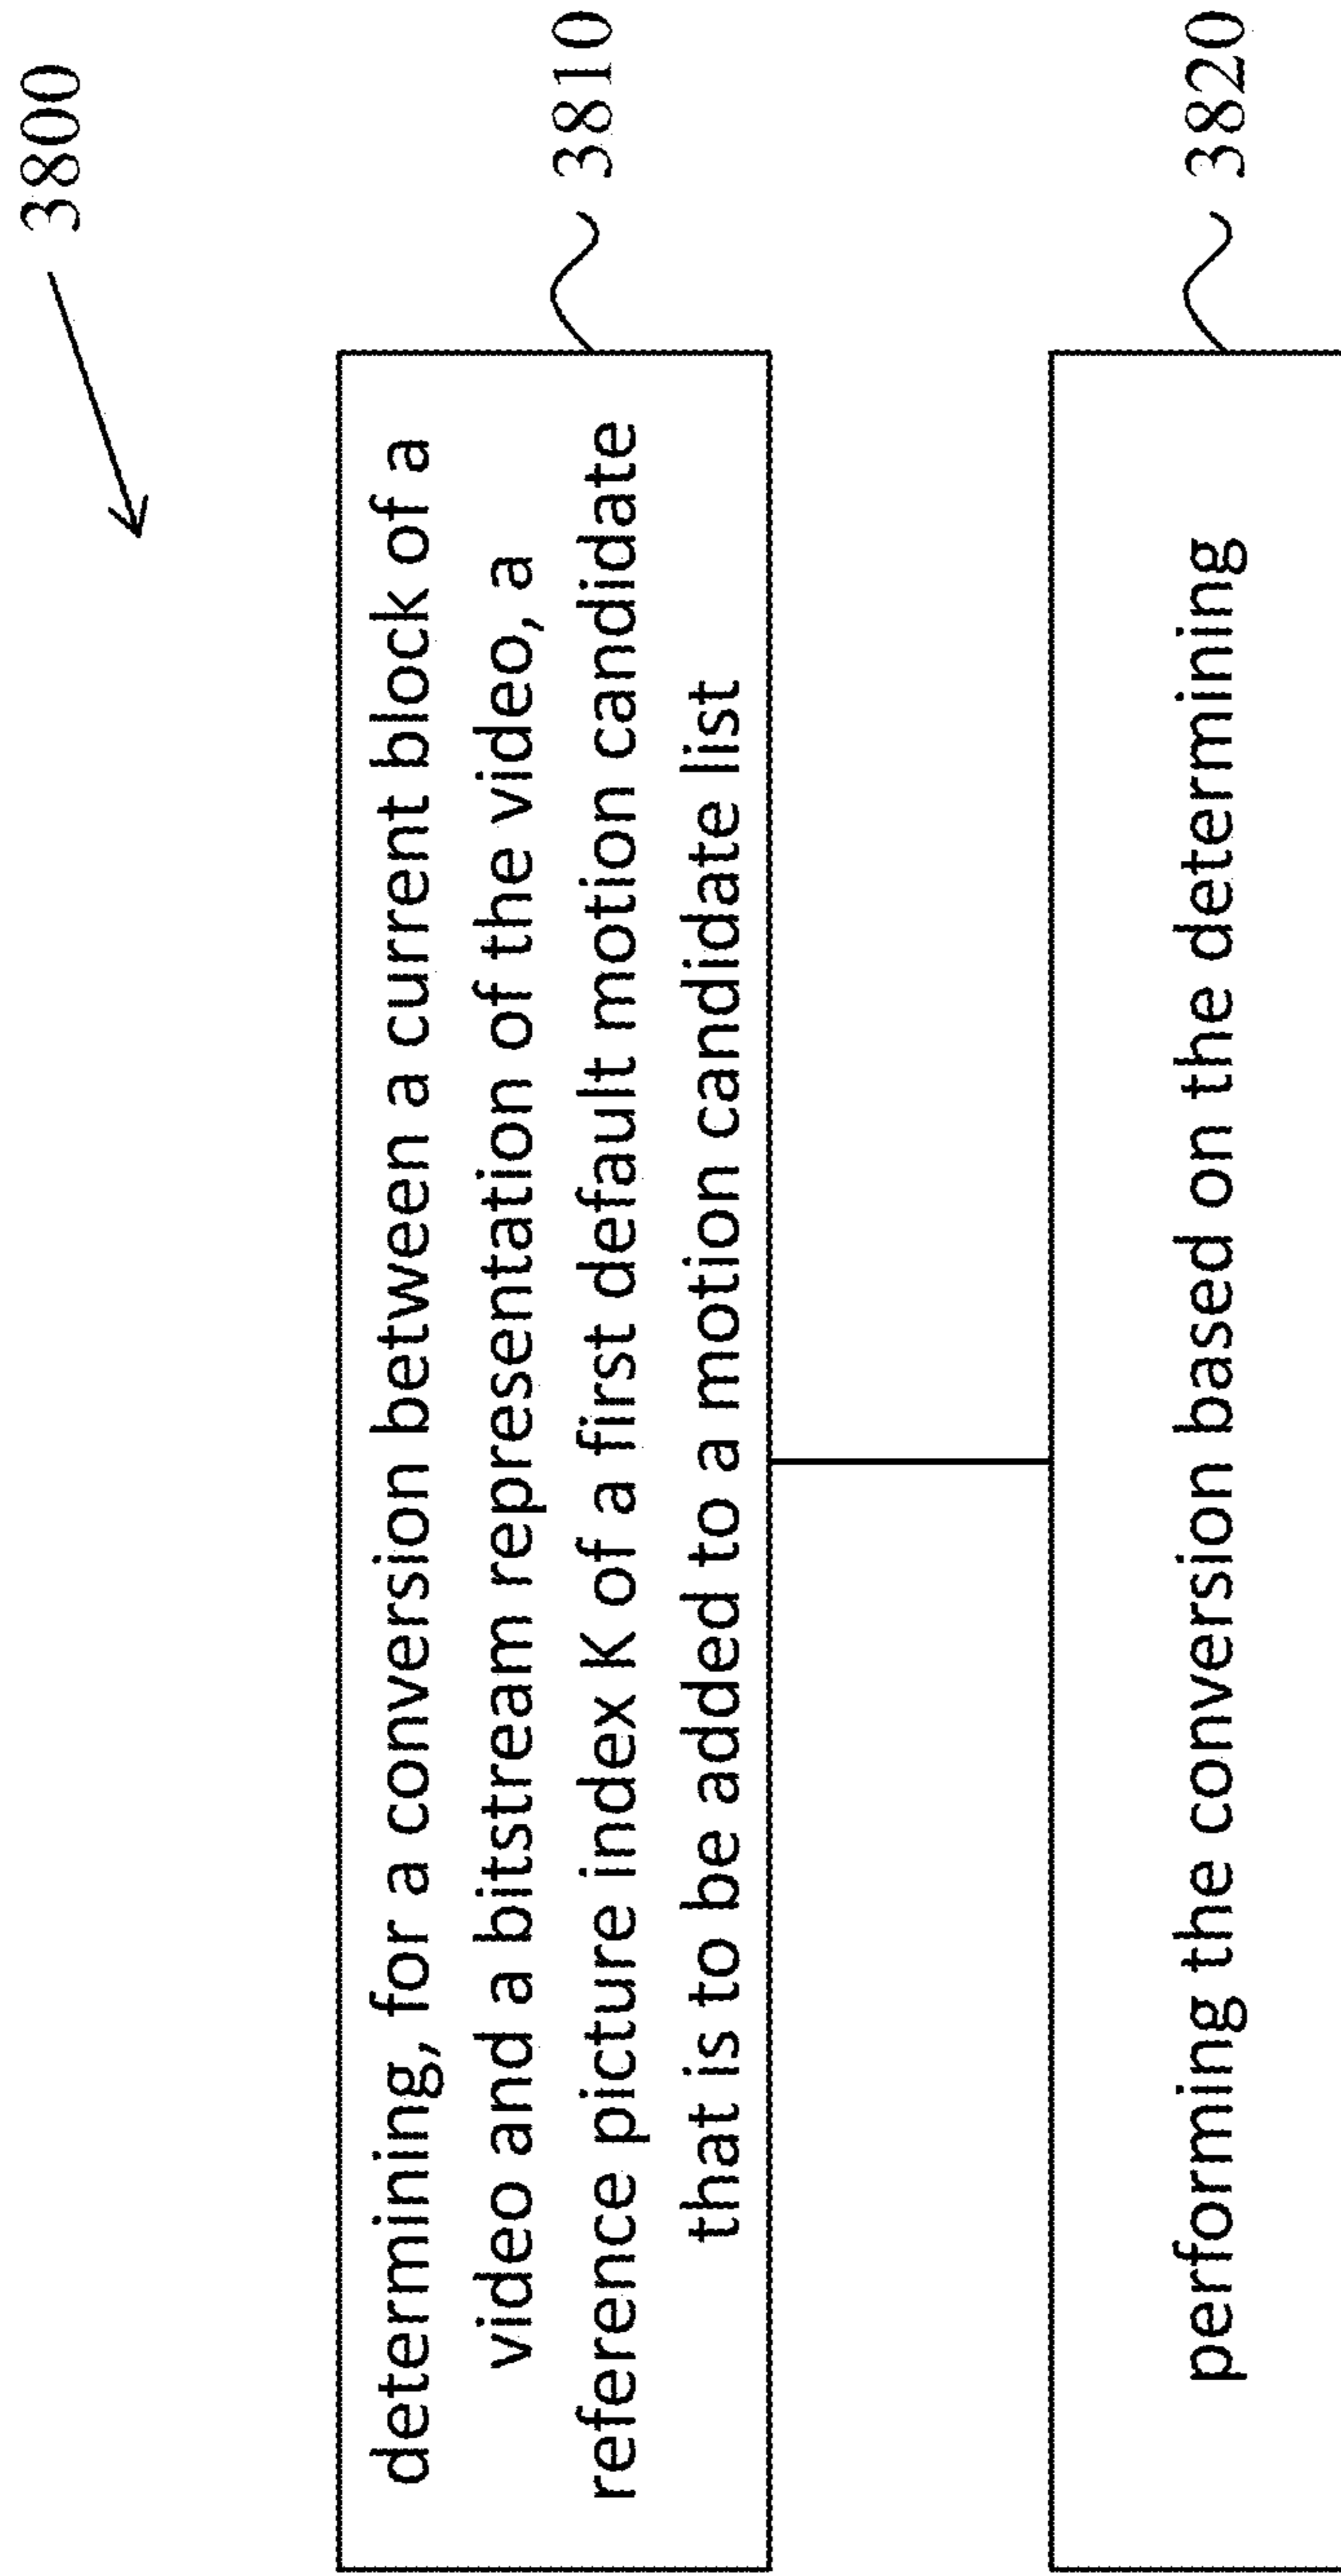 3800
determining, for a conversion between a current block of a
video and a bitstream representation of the video, a
reference picture index K of a first default motion candidate
that is to be added to a motion candidate list
3810
performing the conversion based on the determining
3820